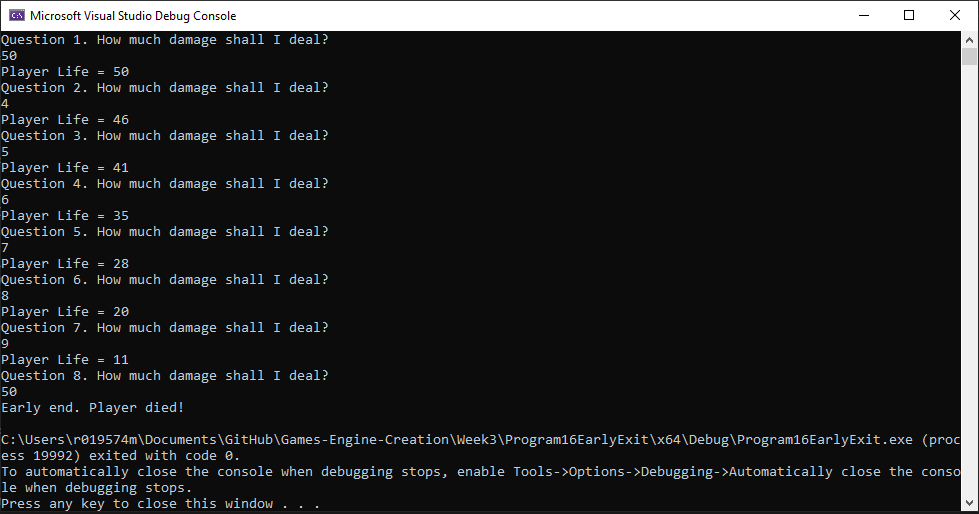 Microsoft Visual Studio Debug Console
Question 1. How much damage shall I deal?
50
Player Life = 50
Question 2. How much damage shall I deal?
4
Player Life = 46
Question 3. How much damage shall I deal?
5
Player Life = 41
Question 4. How much damage shall I deal?
6
Player Life = 35
Question 5. How much damage shall I deal?
7
Player Life = 28
Question 6. How much damage shall I deal?
8
Player Life = 20
Question 7. How much damage shall I deal?
9
Player Life = 11
Question 8. How much damage shall I deal?
50
Early end. Player died!
C:\Users\r019574m\Documents\GitHub\Games-Engine-Creation\Week3\Program16EarlyExit\x64\Debug\Program16EarlyExit.exe (proc
ess 19992) exited with code 0.
To automatically close the console when debugging stops, enable Tools->Options->Debugging->Automatically close the conso
le when debugging stops.
Press any key to close this window . . .